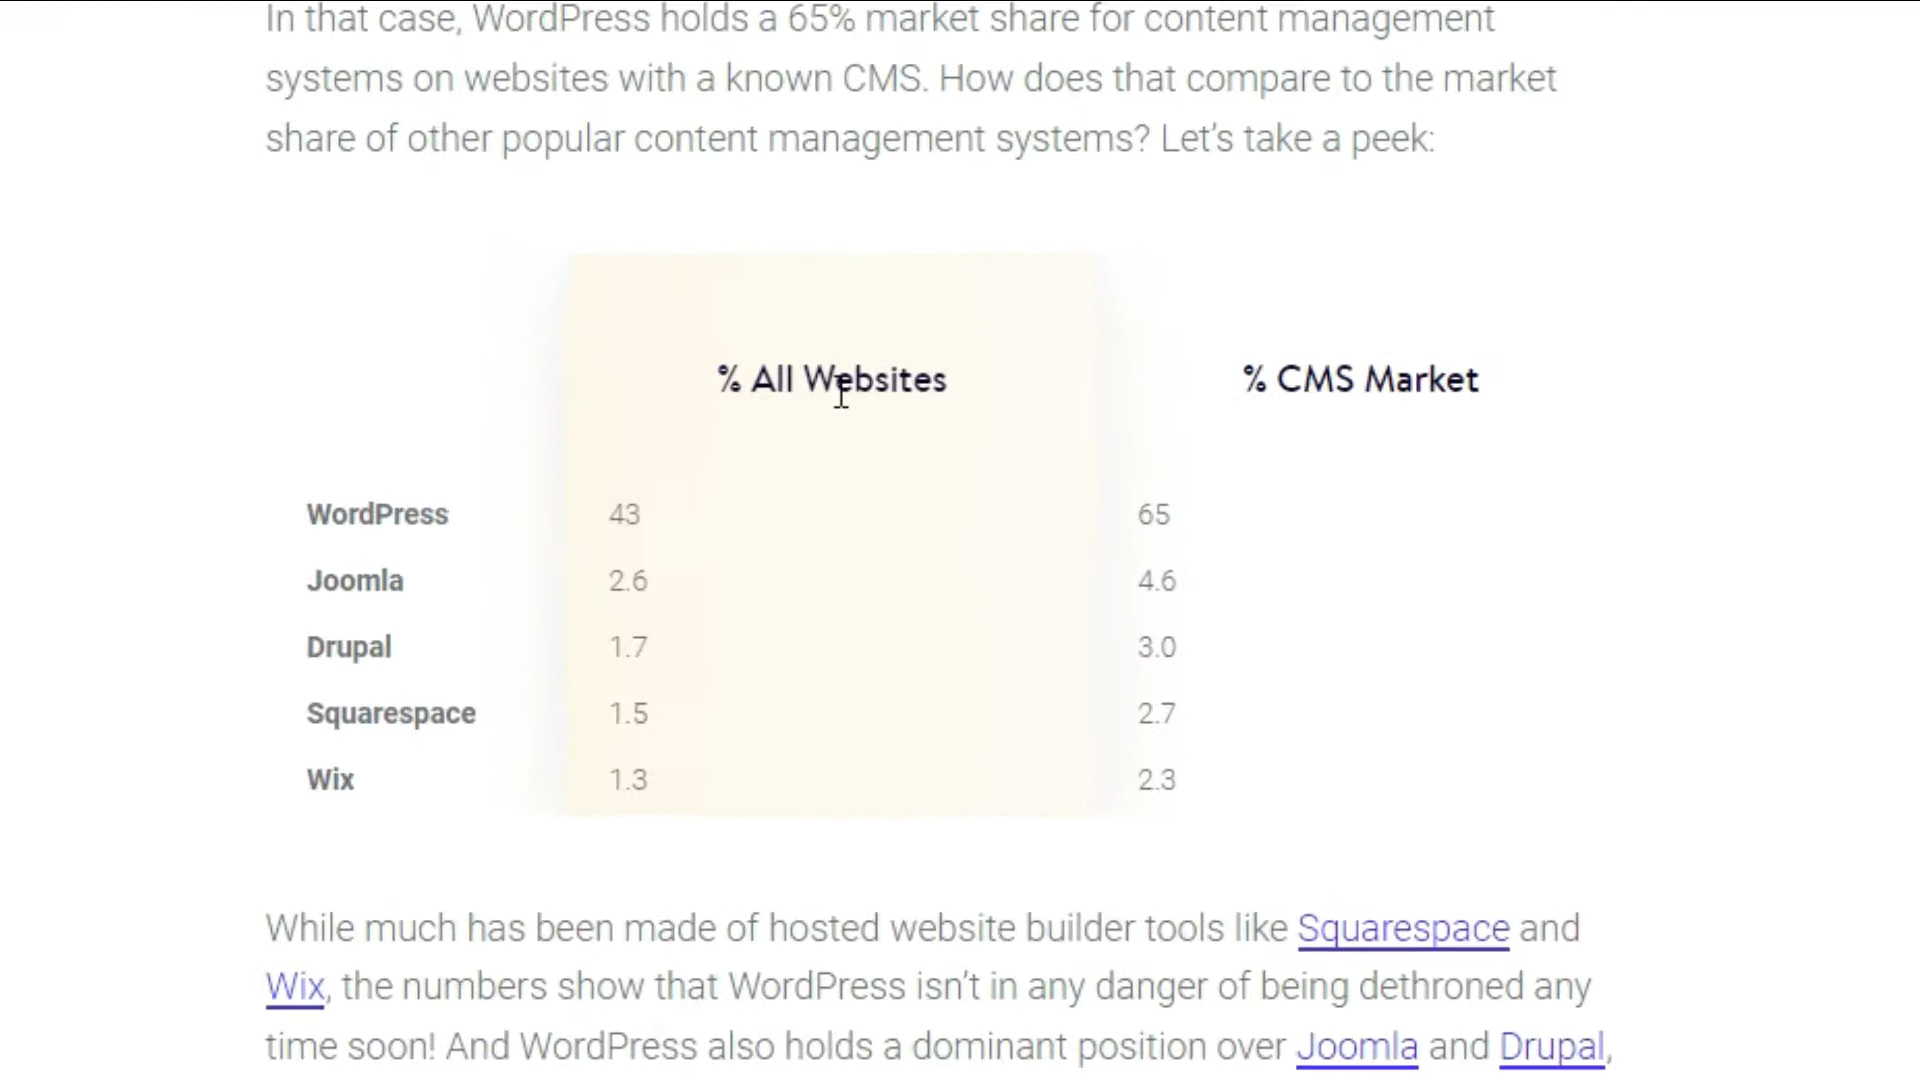 In that case, WordPress holds a 65% market share for content management
systems on websites with a known CMS. How does that compare to the market
share of other popular content management systems? Let's take a peek:
% All Websites % CMS Market
WordPress 43 65
Joomla 2.6 4.6
Drupal 1.7 3.0
Squarespace 1.5 2.7
Wix 1.3 2.3
While much has been made of hosted website builder tools like Squarespace and
Wix, the numbers show that WordPress isn't in any danger of being dethroned any
time soon! And WordPress also holds a dominant position over Joomla and Drupal,